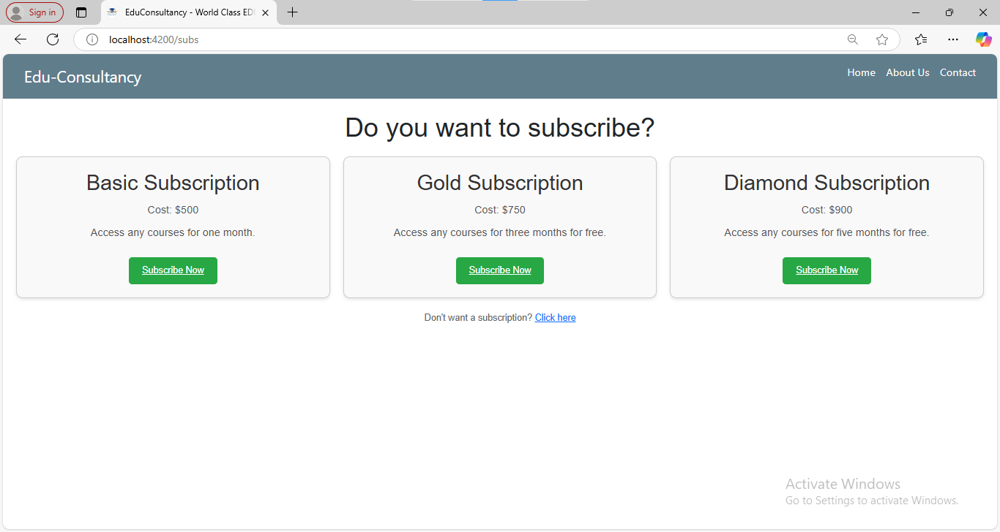 Sign in
EduConsultancy - World Class ED
localhost:4200/subs
Edu-Consultancy
Home About Us Contact
Do you want to subscribe?
Basic Subscription
Cost: $500
Access any courses for one month.
Subscribe Now
Gold Subscription
Cost: $750
Access any courses for three months for free.
Subscribe Now
Diamond Subscription
Cost: $900
Access any courses for five months for free.
Subscribe Now
Don't want a subscription? Click here
Activate Windows
Go to Settings to activate Windows.